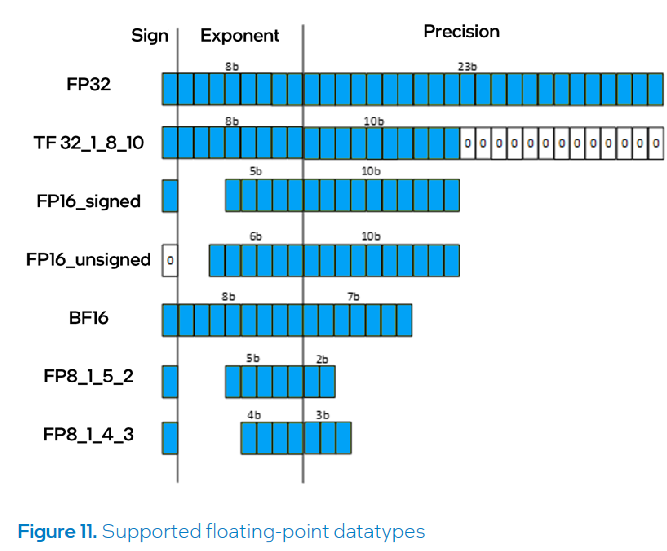 Sign Exponent Precision
8b 23b
FP32
8b 10b
TF 32_1_8_10 0 0 0 0 0 0 0 0 0 0 0 0 0
5b 10b
FP16_signed
6b 10b
FP16_unsigned 0
8b 7b
BF16
5b 2b
FP8_1_5_2
4b 3b
FP8_1_4_3
Figure 11. Supported floating-point datatypes